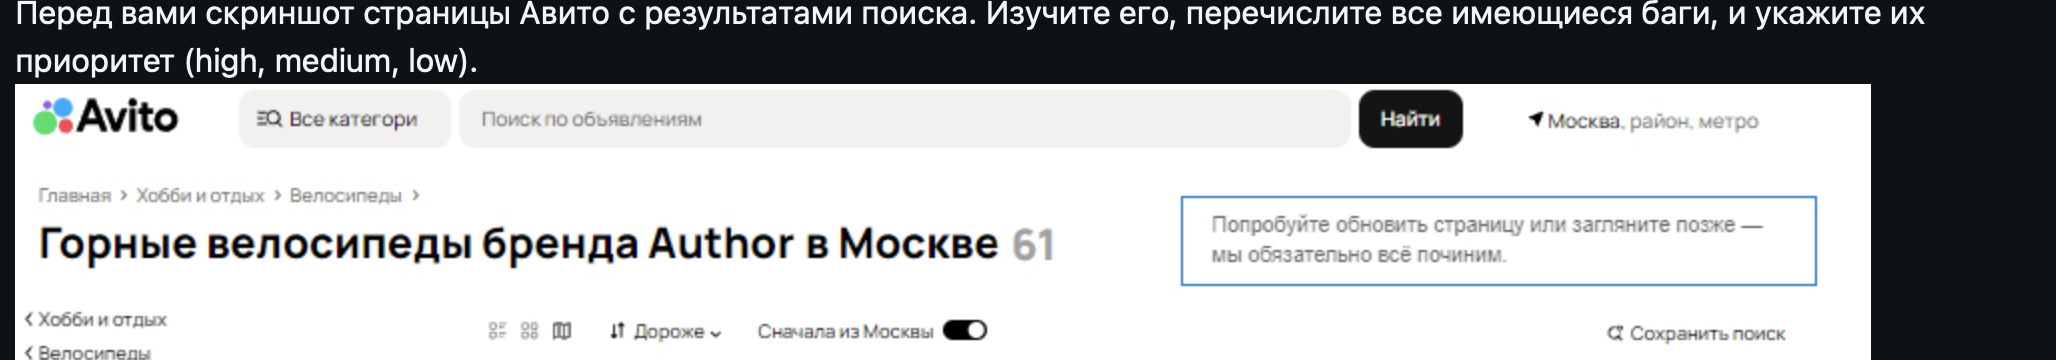 Перед вами скриншот страницы Авито с результатами поиска. Изучите его, перечислите все имеющиеся баги, и укажите их
приоритет (high, medium, low).
Avito Все категори Поиск по объявлениям Найти Москва, район, метро
Главная > Хобби и отдых > Велосипеды >
Горные велосипеды бренда Author в Москве 61
Попробуйте обновить страницу или загляните позже —
мы обязательно всё починим.
Хобби и отдых
Дороже Сначала из Москвы Сохранить поиск
Велосипеды